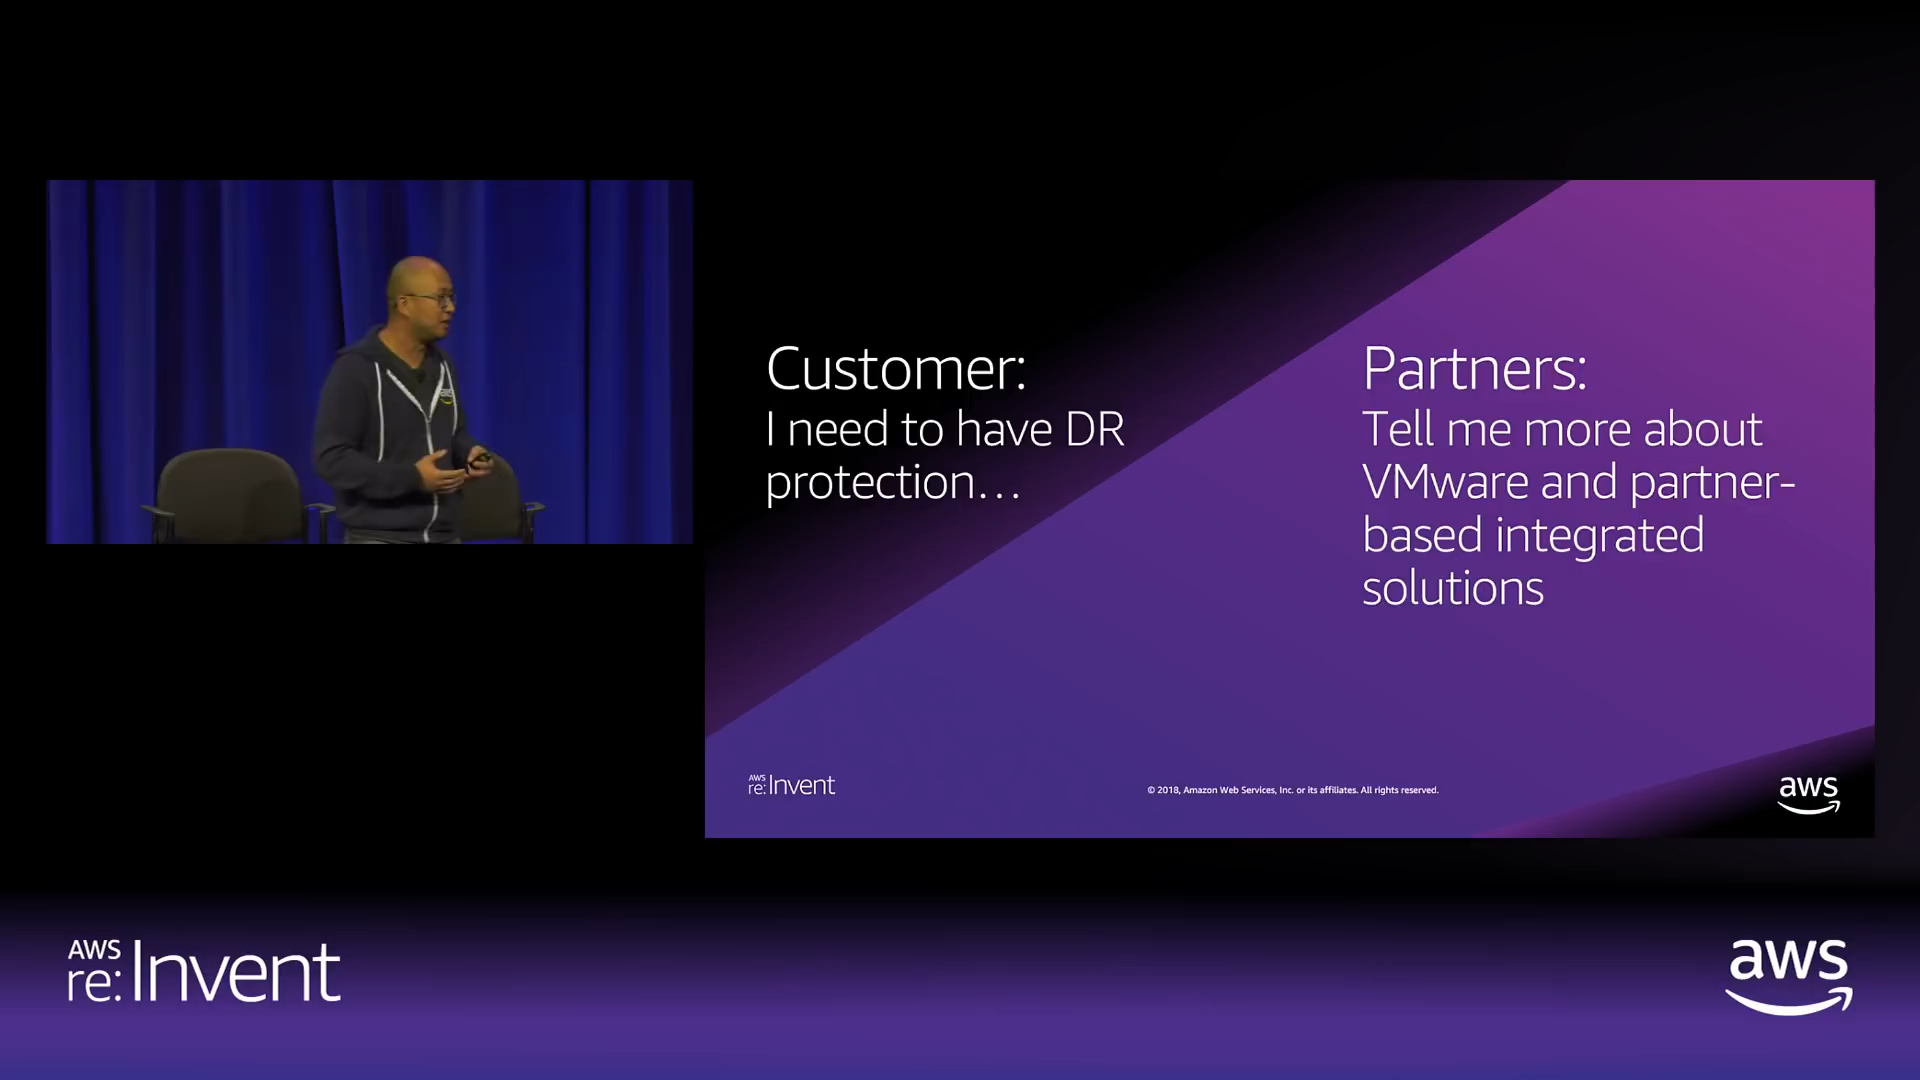 Customer:
I need to have DR
protection...
Partners:
Tell me more about
VMware and partner-
based integrated
solutions
AWS
re:Invent
© 2018, Amazon Web Services, Inc. or its affiliates. All rights reserved.
aws
AWS
re:Invent
aws